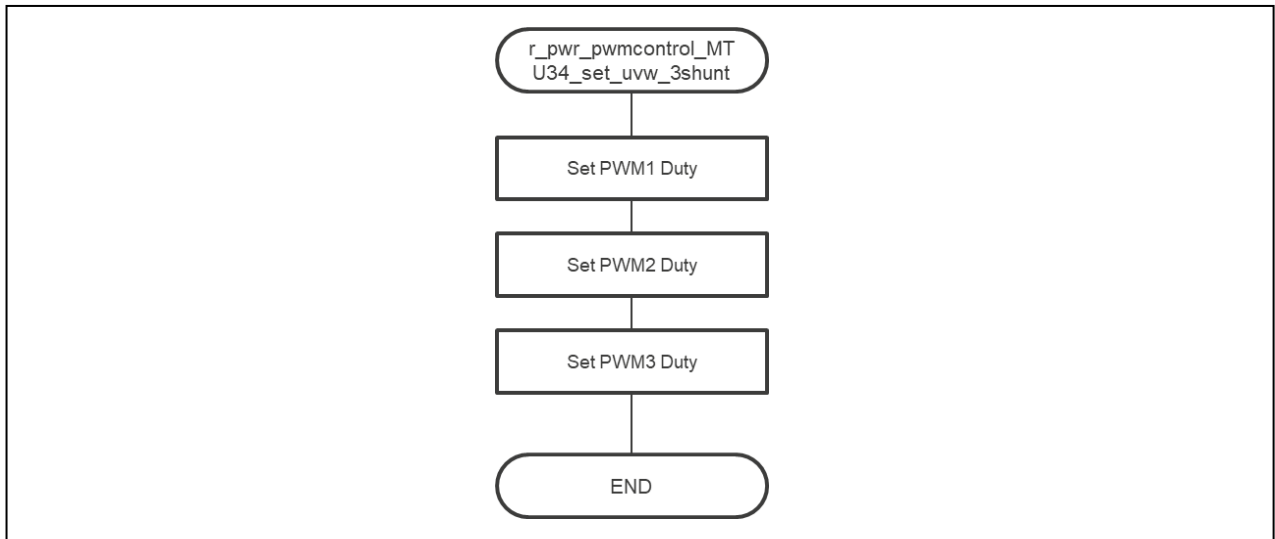 r_pwr_pwmcontrol_MT
U34_set_uvw_3shunt
Set PWM1 Duty
Set PWM2 Duty
Set PWM3 Duty
END